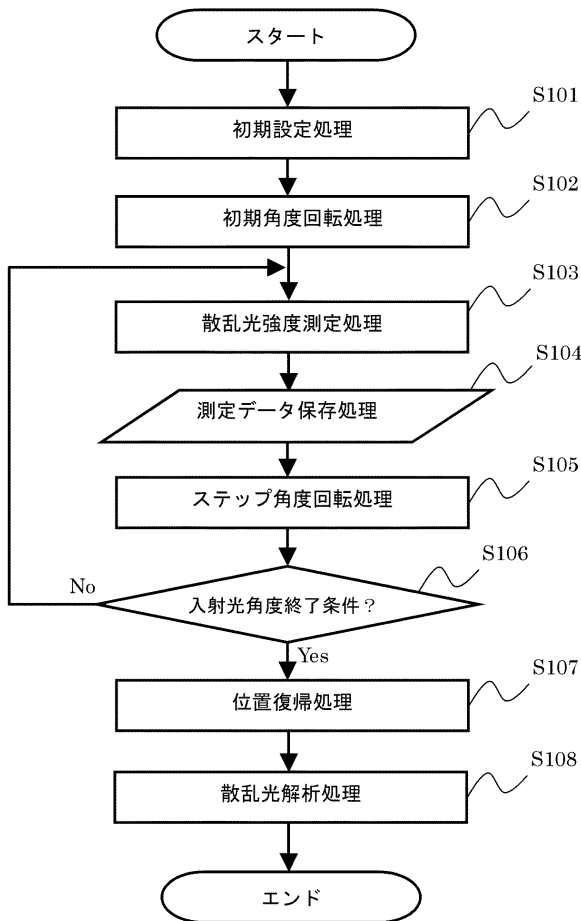 スタート
S101
初期設定処理
S102
初期角度回転処理
S103
散乱光強度測定処理
S104
測定データ保存処理
S105
ステップ角度回転処理
S106
No
入射光角度終了条件？
Yes
S107
位置復帰処理
S108
散乱光解析処理
エンド